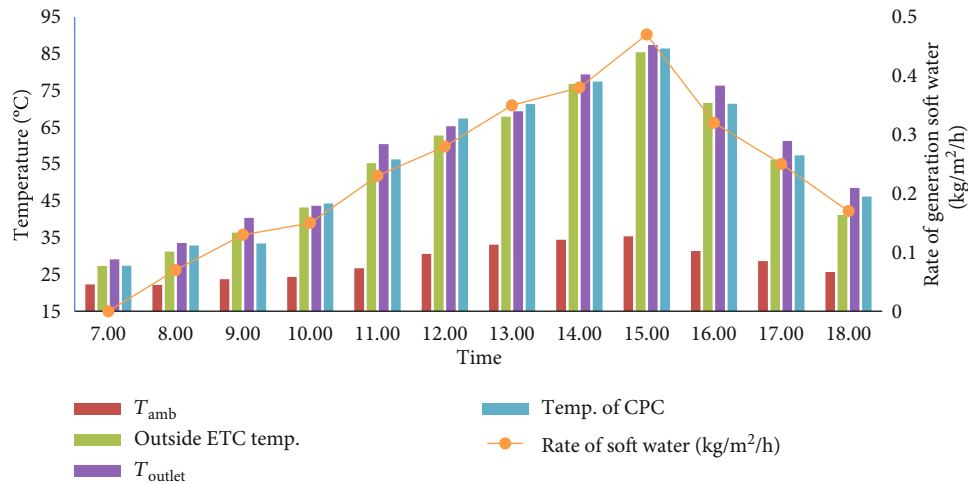 95
85
75
65
55
45
35
25
15
Temperature (°C)
0.5
0.4
0.3
0.2
0.1
0
Rate of generation soft water
(kg/m²/h)
7.00 8.00 9.00 10.00 11.00 12.00 13.00 14.00 15.00 16.00 17.00 18.00
Time
T_amb
Outside ETC temp.
T_outlet
Temp. of CPC
Rate of soft water (kg/m²/h)